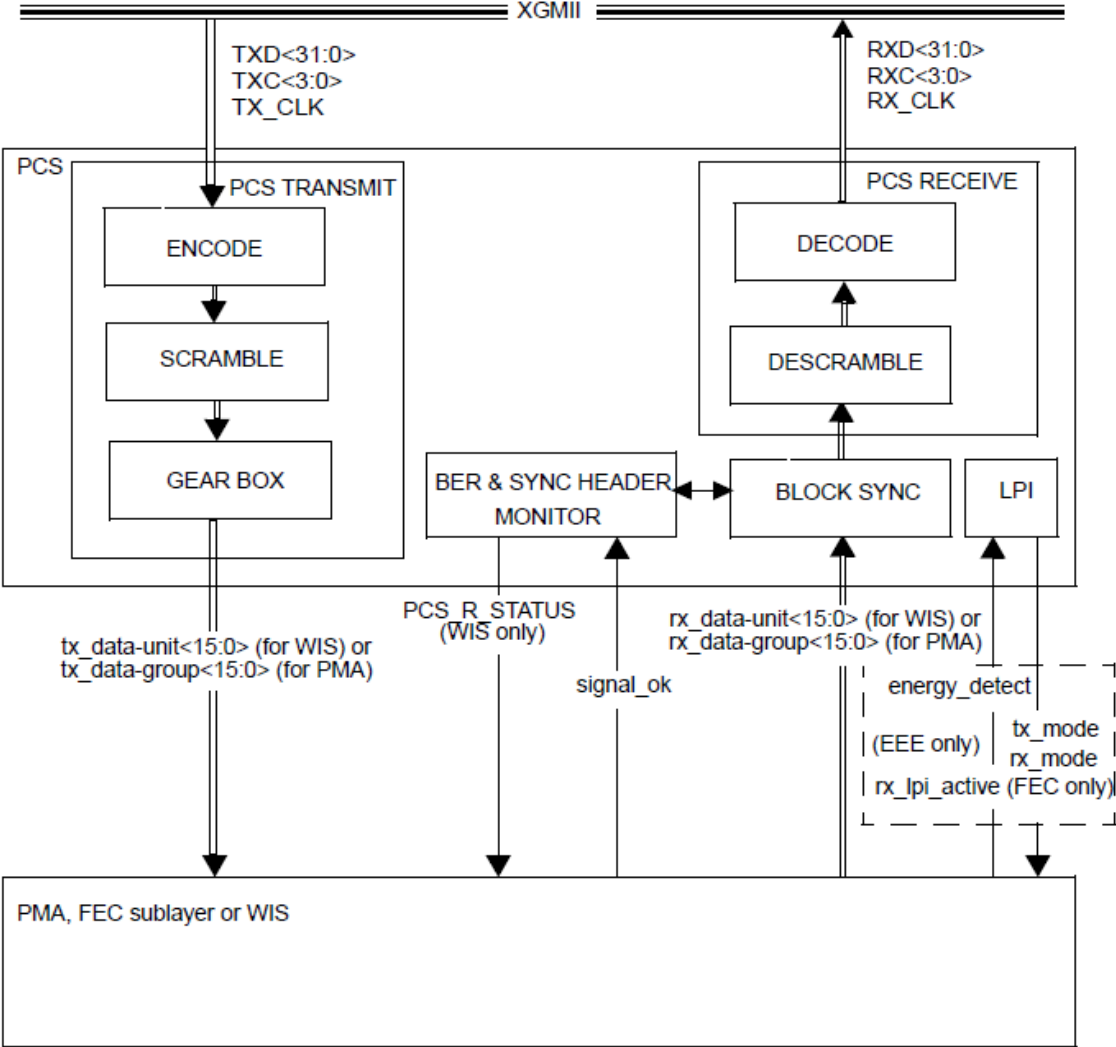 XGMII
TXD<31:0>
TXC<3:0>
TX_CLK
RXD<31:0>
RXC<3:0>
RX_CLK
PCS
PCS TRANSMIT
ENCODE
SCRAMBLE
GEAR BOX
PCS RECEIVE
DECODE
DESCRAMBLE
BER & SYNC HEADER
MONITOR
BLOCK SYNC
LPI
tx_data-unit<15:0> (for WIS) or
tx_data-group<15:0> (for PMA)
PCS_R_STATUS
(WIS only)
signal_ok
rx_data-unit<15:0> (for WIS) or
rx_data-group<15:0> (for PMA)
energy_detect
(EEE only)
tx_mode
rx_mode
rx_lpi_active (FEC only)
PMA, FEC sublayer or WIS